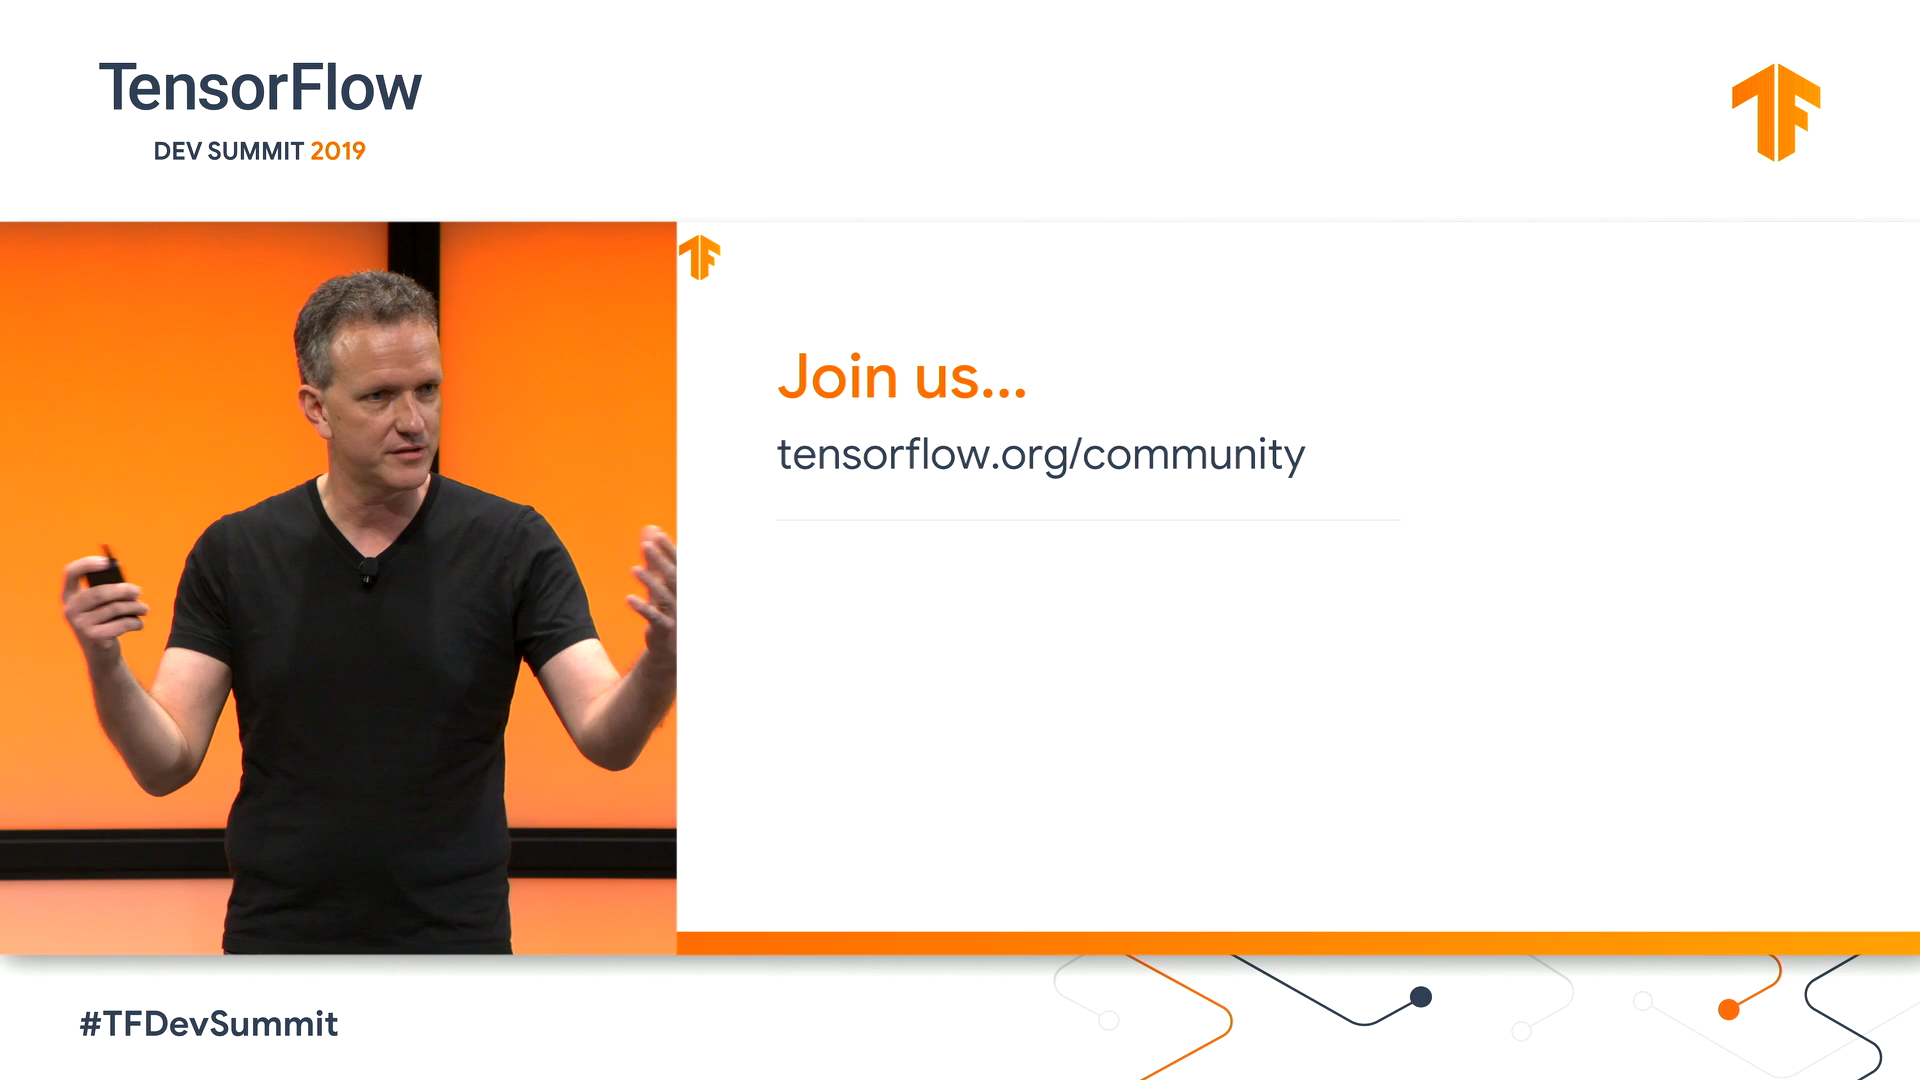 TensorFlow
DEV SUMMIT 2019
Join us...
tensorflow.org/community
#TFDevSummit